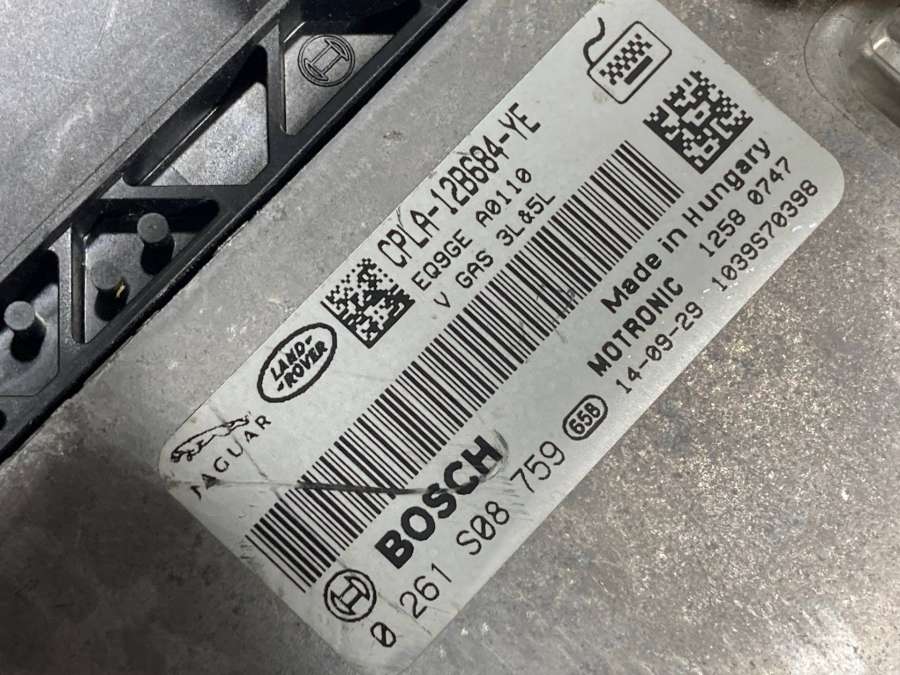 CPLA-12B684-YE
EQ9GE A0110
V GAS 3L&5L
LAND-
-ROVER
JAGUAR
Made in Hungary
MOTRONIC 1258 0747
14-09-29 1039S70398
BOSCH
0 261 S08 759 658